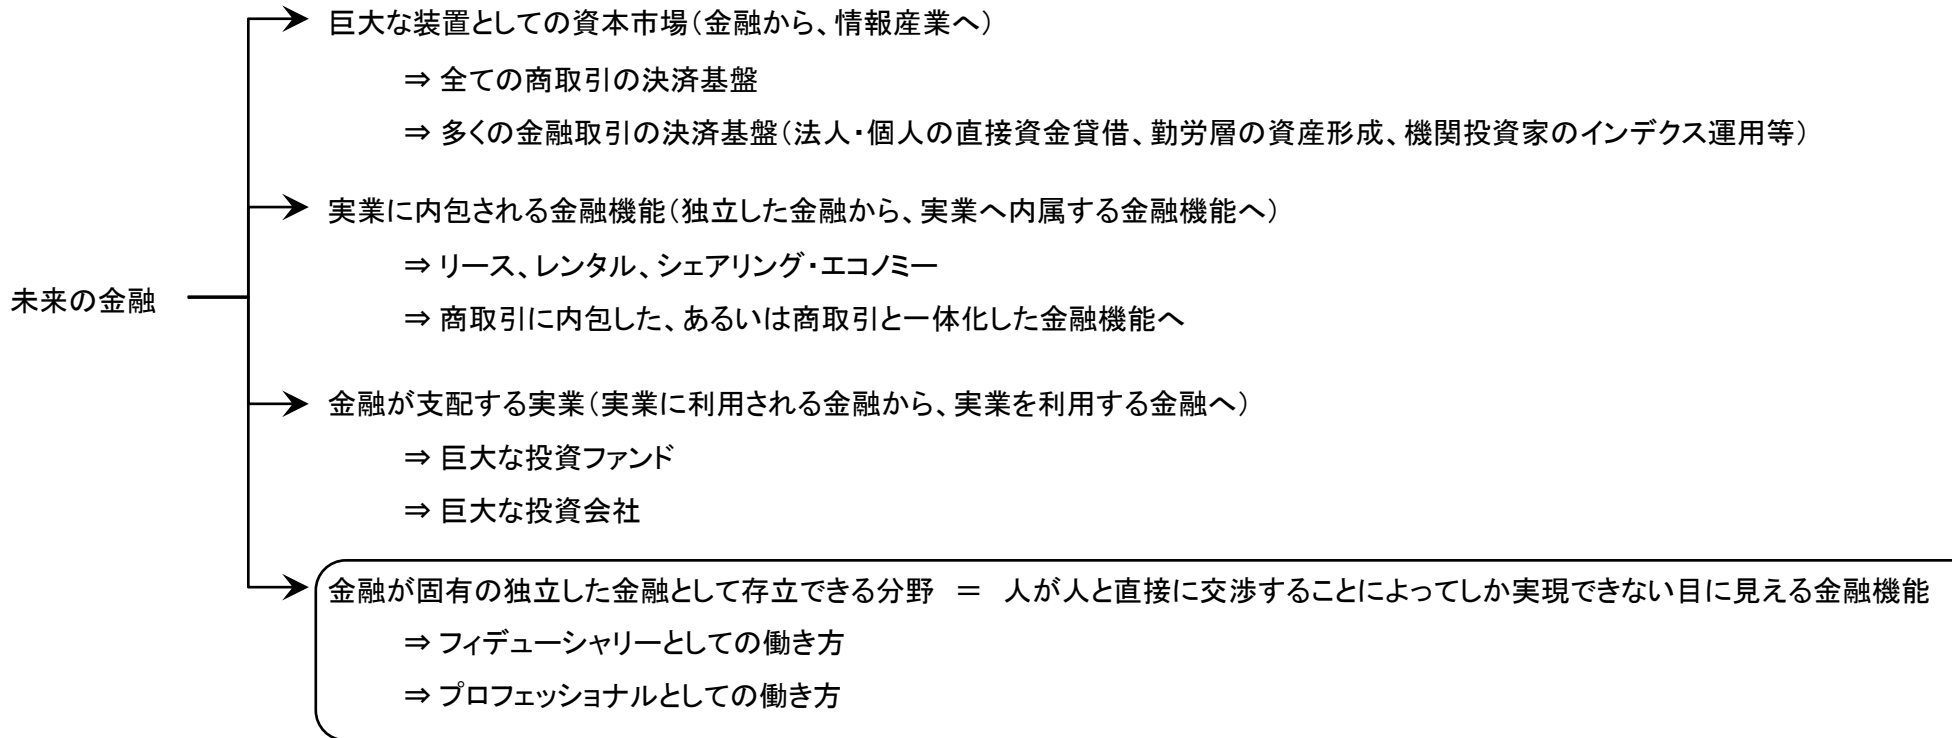 巨大な装置としての資本市場(金融から、情報産業へ)
⇒ 全ての商取引の決済基盤
⇒ 多くの金融取引の決済基盤(法人・個人の直接資金貸借、勤労層の資産形成、機関投資家のインデクス運用等)
実業に内包される金融機能(独立した金融から、実業へ内属する金融機能へ)
⇒ リース、レンタル、シェアリング・エコノミー
未来の金融
⇒ 商取引に内包した、あるいは商取引と一体化した金融機能へ
金融が支配する実業(実業に利用される金融から、実業を利用する金融へ)
⇒ 巨大な投資ファンド
⇒ 巨大な投資会社
金融が固有の独立した金融として存立できる分野 = 人が人と直接に交渉することによってしか実現できない目に見える金融機能
⇒ フィデューシャリーとしての働き方
⇒ プロフェッショナルとしての働き方